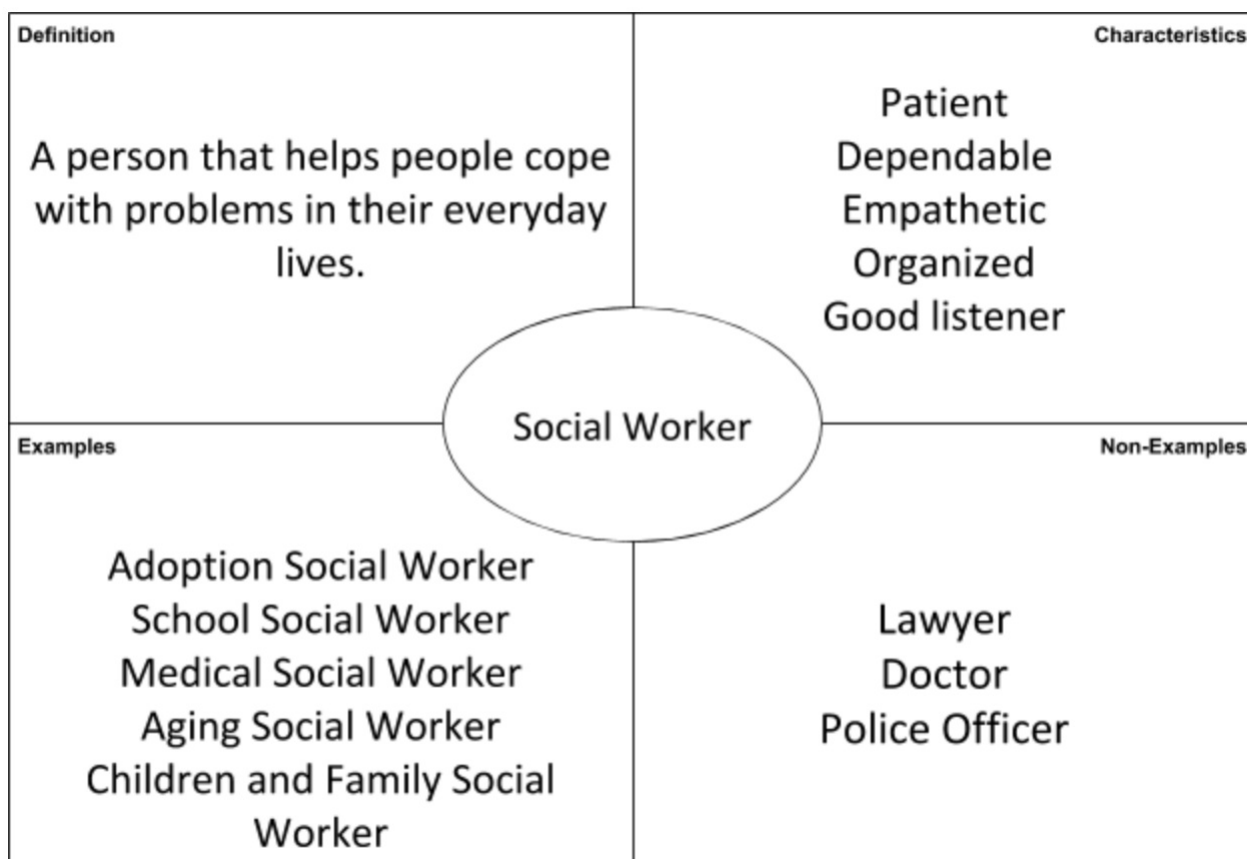 Definition
A person that helps people cope
with problems in their everyday
lives.
Characteristics
Patient
Dependable
Empathetic
Organized
Good listener
Social Worker
Examples
Adoption Social Worker
School Social Worker
Medical Social Worker
Aging Social Worker
Children and Family Social
Worker
Non-Examples
Lawyer
Doctor
Police Officer